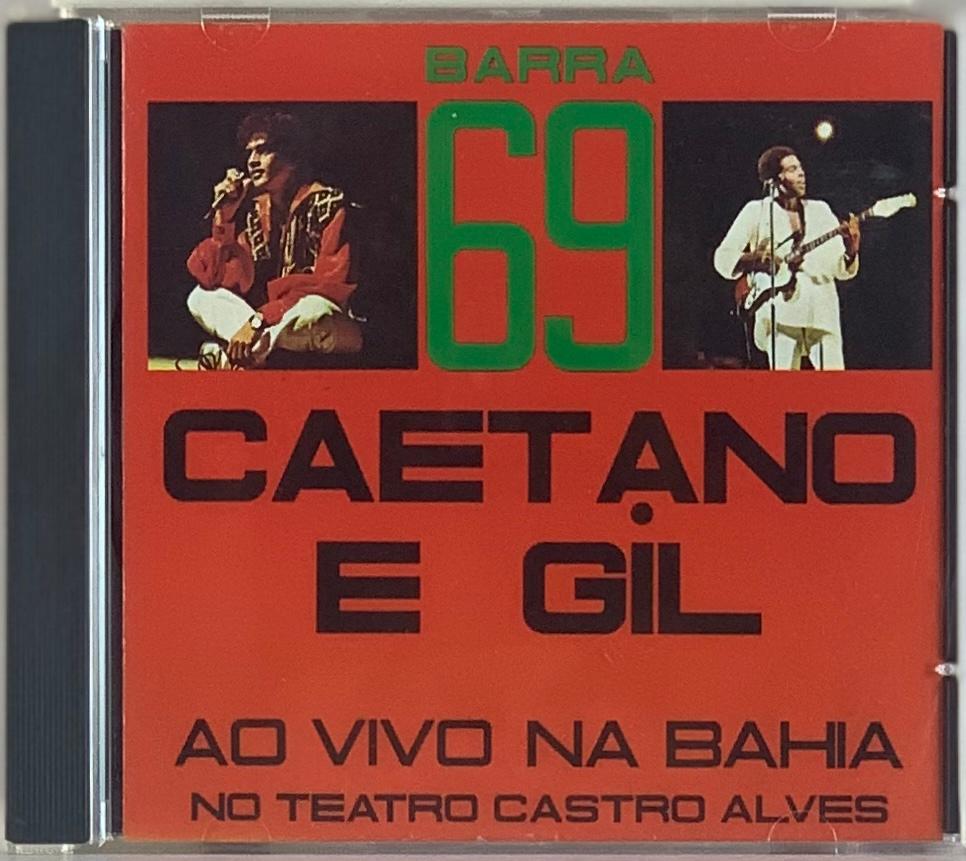 BARRA
69
CAETANO
E GIL
AO VIVO NA BAHIA
NO TEATRO CASTRO ALVES